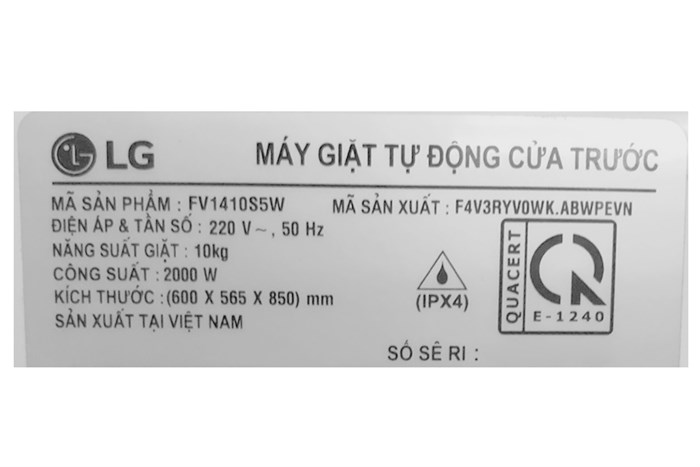 LG MÁY GIẶT TỰ ĐỘNG CỬA TRƯỚC
MÃ SẢN PHẨM : FV1410S5W MÃ SẢN XUẤT : F4V3RYV0WK.ABWPEVN
ĐIỆN ÁP & TẦN SỐ : 220 V~, 50 Hz
NĂNG SUẤT GIẶT : 10kg
CÔNG SUẤT : 2000 W
KÍCH THƯỚC :(600 X 565 X 850) mm
SẢN XUẤT TẠI VIỆT NAM
(IPX4)
QUACERT
E-1240
SỐ SÊ RI :